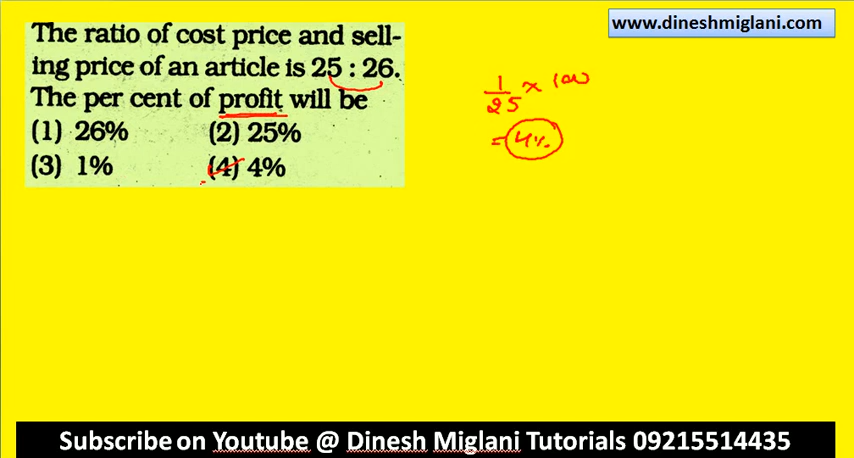 www.dineshmiglani.com
The ratio of cost price and sell-
ing price of an article is 25 : 26.
The per cent of profit will be
(1) 26% (2) 25%
(3) 1% (4) 4%
1/25 × 100
= 4%
Subscribe on Youtube @ Dinesh Miglani Tutorials 09215514435